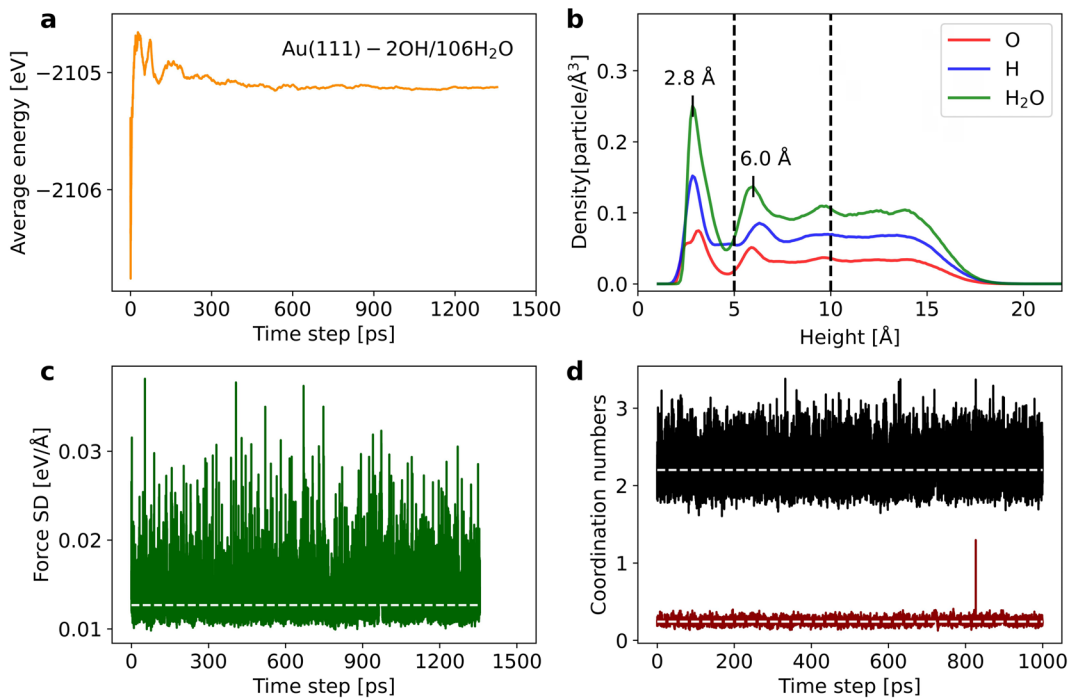 a
Average energy [eV]
−2105
−2106
Au(111) − 2OH/106H₂O
0 300 600 900 1200 1500
Time step [ps]
b
Density[particle/Å³]
0.3
0.2
0.1
0.0
2.8 Å
6.0 Å
O
H
H₂O
0 5 10 15 20
Height [Å]
c
Force SD [eV/Å]
0.03
0.02
0.01
0 300 600 900 1200 1500
Time step [ps]
d
Coordination numbers
3
2
1
0
0 200 400 600 800 1000
Time step [ps]